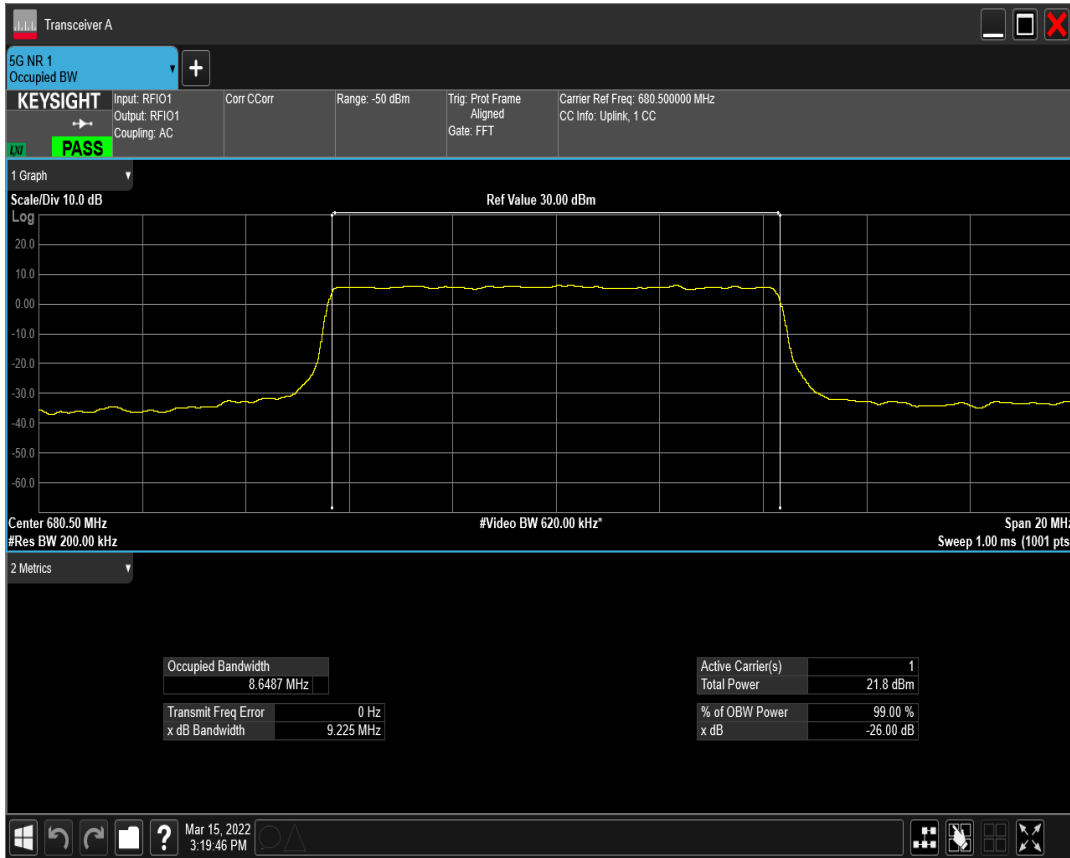 Transceiver A
5G NR 1
Occupied BW
+
KEYSIGHT
LXI
PASS
Input: RFIO1
Output: RFIO1
Coupling: AC
Corr CCorr
Range: -50 dBm
Trig: Prot Frame
Aligned
Gate: FFT
Carrier Ref Freq: 680.500000 MHz
CC Info: Uplink, 1 CC
1 Graph
Scale/Div 10.0 dB
Ref Value 30.00 dBm
Log
20.0
10.0
0.00
-10.0
-20.0
-30.0
-40.0
-50.0
-60.0
Center 680.50 MHz
#Video BW 620.00 kHz*
Span 20 MHz
#Res BW 200.00 kHz
Sweep 1.00 ms (1001 pts
2 Metrics
Occupied Bandwidth
8.6487 MHz
Transmit Freq Error 0 Hz
x dB Bandwidth 9.225 MHz
Active Carrier(s) 1
Total Power 21.8 dBm
% of OBW Power 99.00 %
x dB -26.00 dB
?
Mar 15, 2022
3:19:46 PM